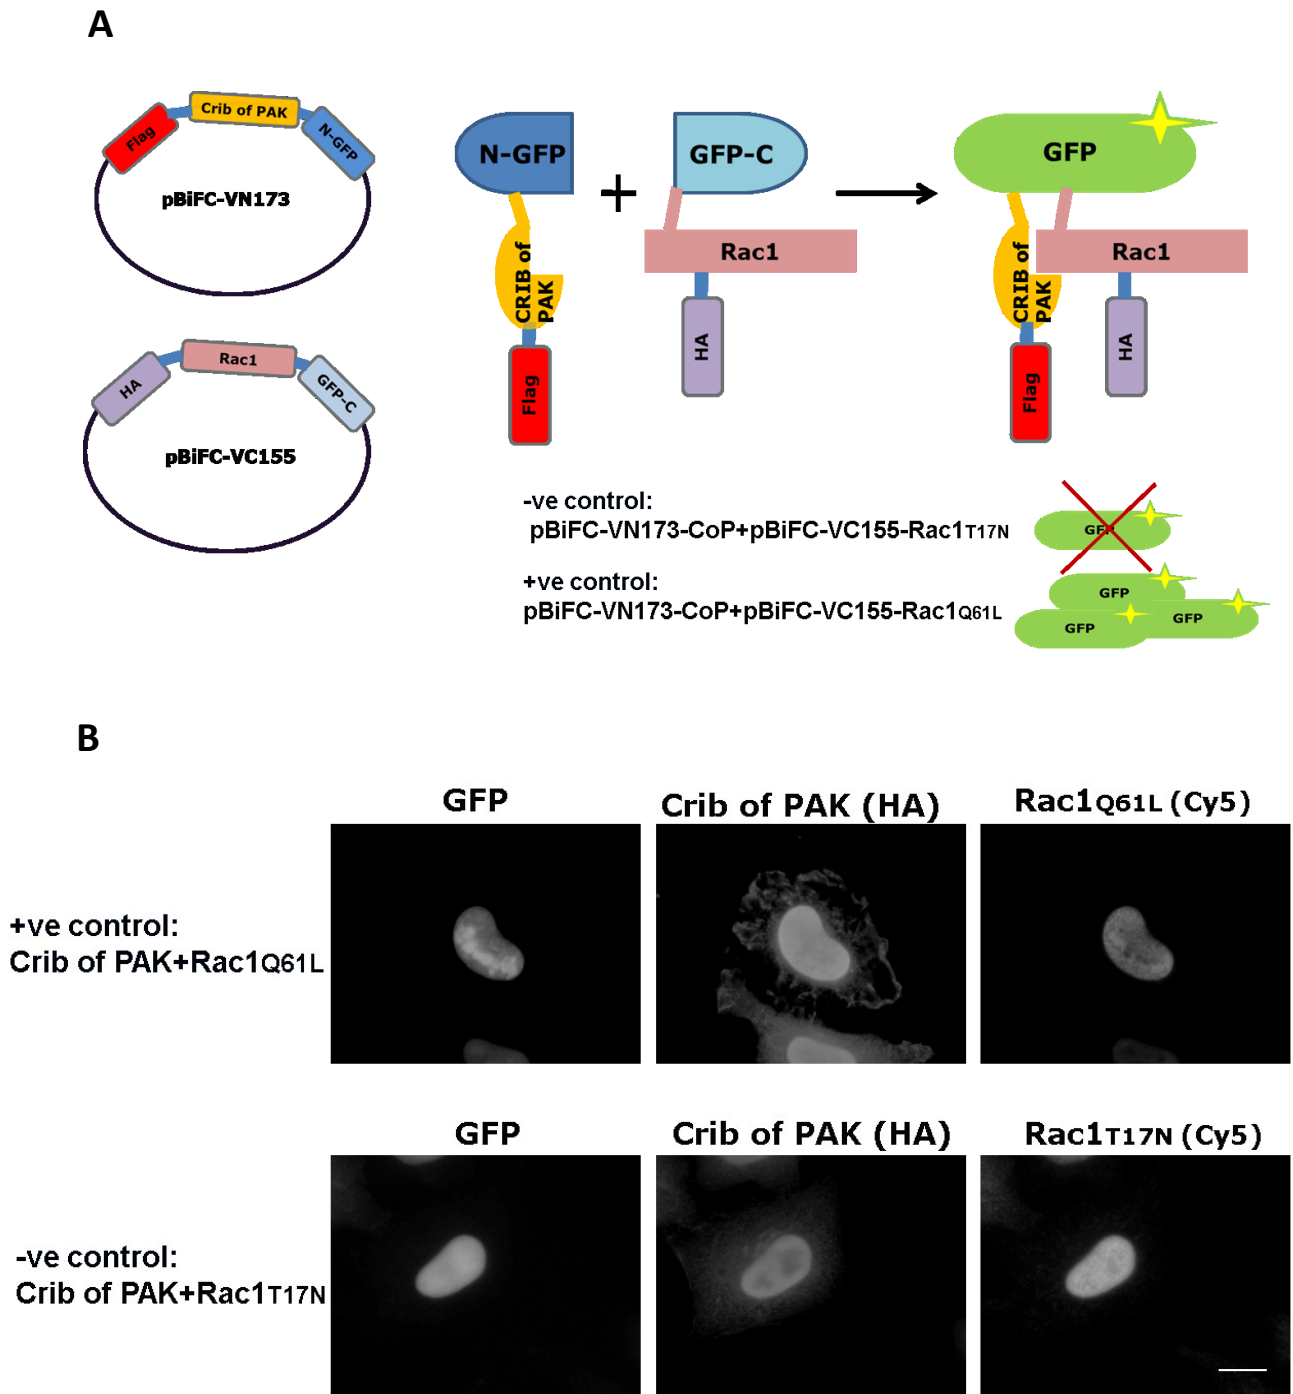 A
Flag
Crib of PAK
N-GFP
pBiFC-VN173
HA
Rac1
GFP-C
pBiFC-VC155
N-GFP
+
GFP-C
GFP
CRIB of
PAK
Rac1
Flag
HA
CRIB of
PAK
Rac1
Flag
HA
-ve control:
pBiFC-VN173-CoP+pBiFC-VC155-Rac1T17N
GFP
+ve control:
pBiFC-VN173-CoP+pBiFC-VC155-Rac1Q61L
GFP
GFP
GFP
B
GFP
Crib of PAK (HA)
Rac1Q61L (Cy5)
+ve control:
Crib of PAK+Rac1Q61L
GFP
Crib of PAK (HA)
Rac1T17N (Cy5)
-ve control:
Crib of PAK+Rac1T17N